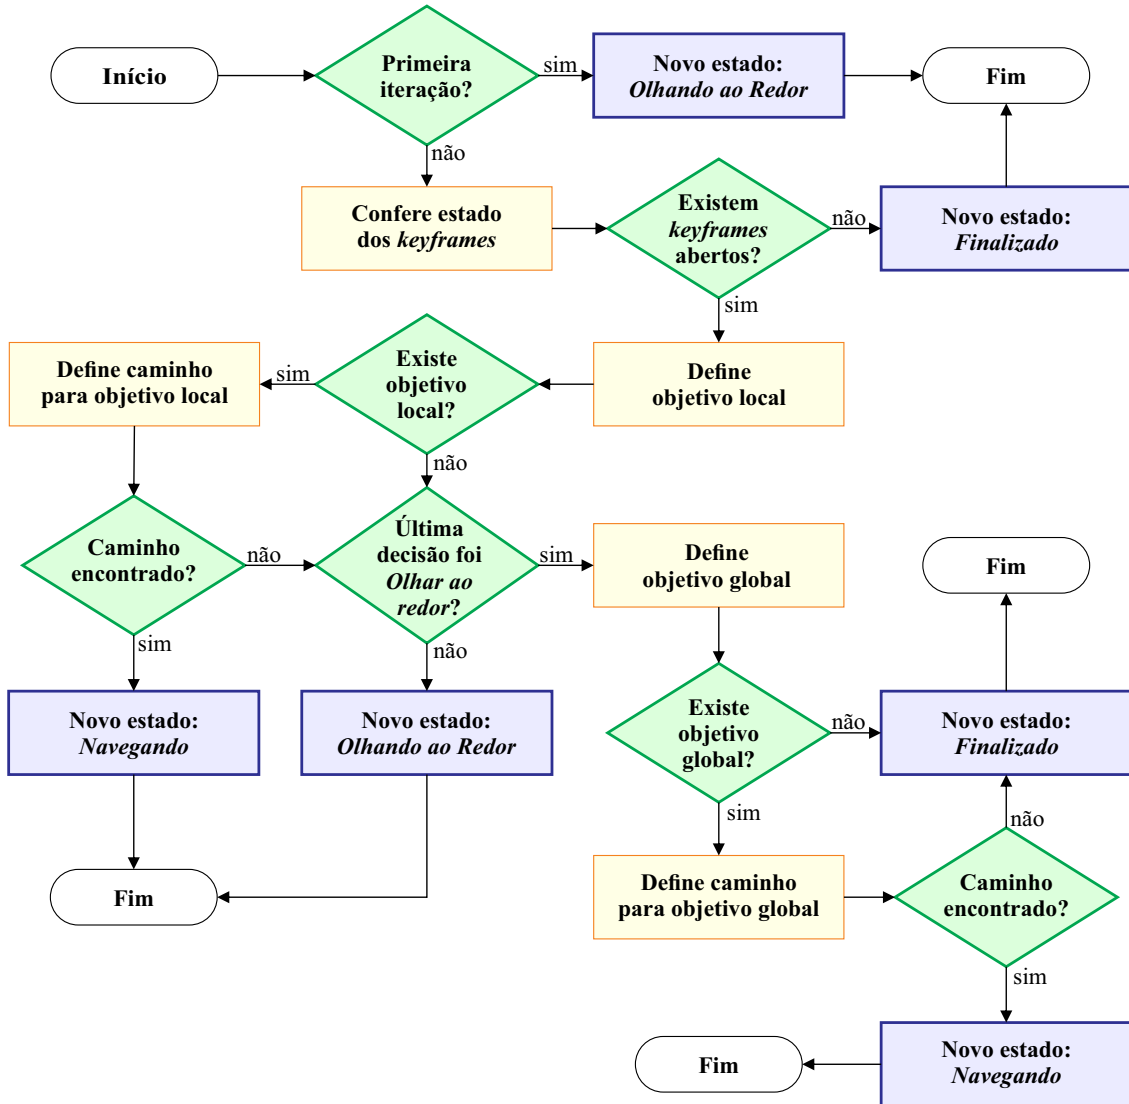 Início
Primeira
iteração?
sim
Novo estado:
Olhando ao Redor
Fim
não
Confere estado
dos keyframes
Existem
keyframes
abertos?
não
Novo estado:
Finalizado
sim
Define
objetivo local
Existe
objetivo
local?
sim
Define caminho
para objetivo local
não
Caminho
encontrado?
não
Última
decisão foi
Olhar ao
redor?
sim
Define
objetivo global
Fim
sim
não
Novo estado:
Navegando
Novo estado:
Olhando ao Redor
Existe
objetivo
global?
não
Novo estado:
Finalizado
sim
não
Fim
Define caminho
para objetivo global
Caminho
encontrado?
sim
Fim
Novo estado:
Navegando